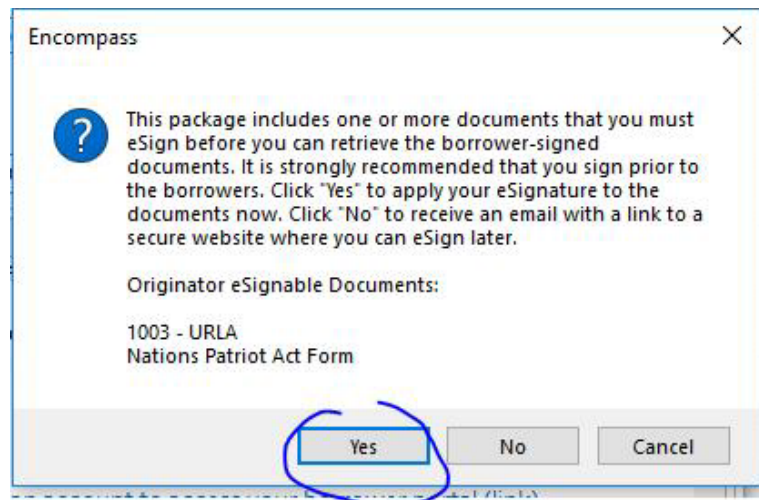 Encompass
This package includes one or more documents that you must
eSign before you can retrieve the borrower-signed
documents. It is strongly recommended that you sign prior to
the borrowers. Click "Yes" to apply your eSignature to the
documents now. Click "No" to receive an email with a link to a
secure website where you can eSign later.
Originator eSignable Documents:
1003 - URLA
Nations Patriot Act Form
Yes No Cancel